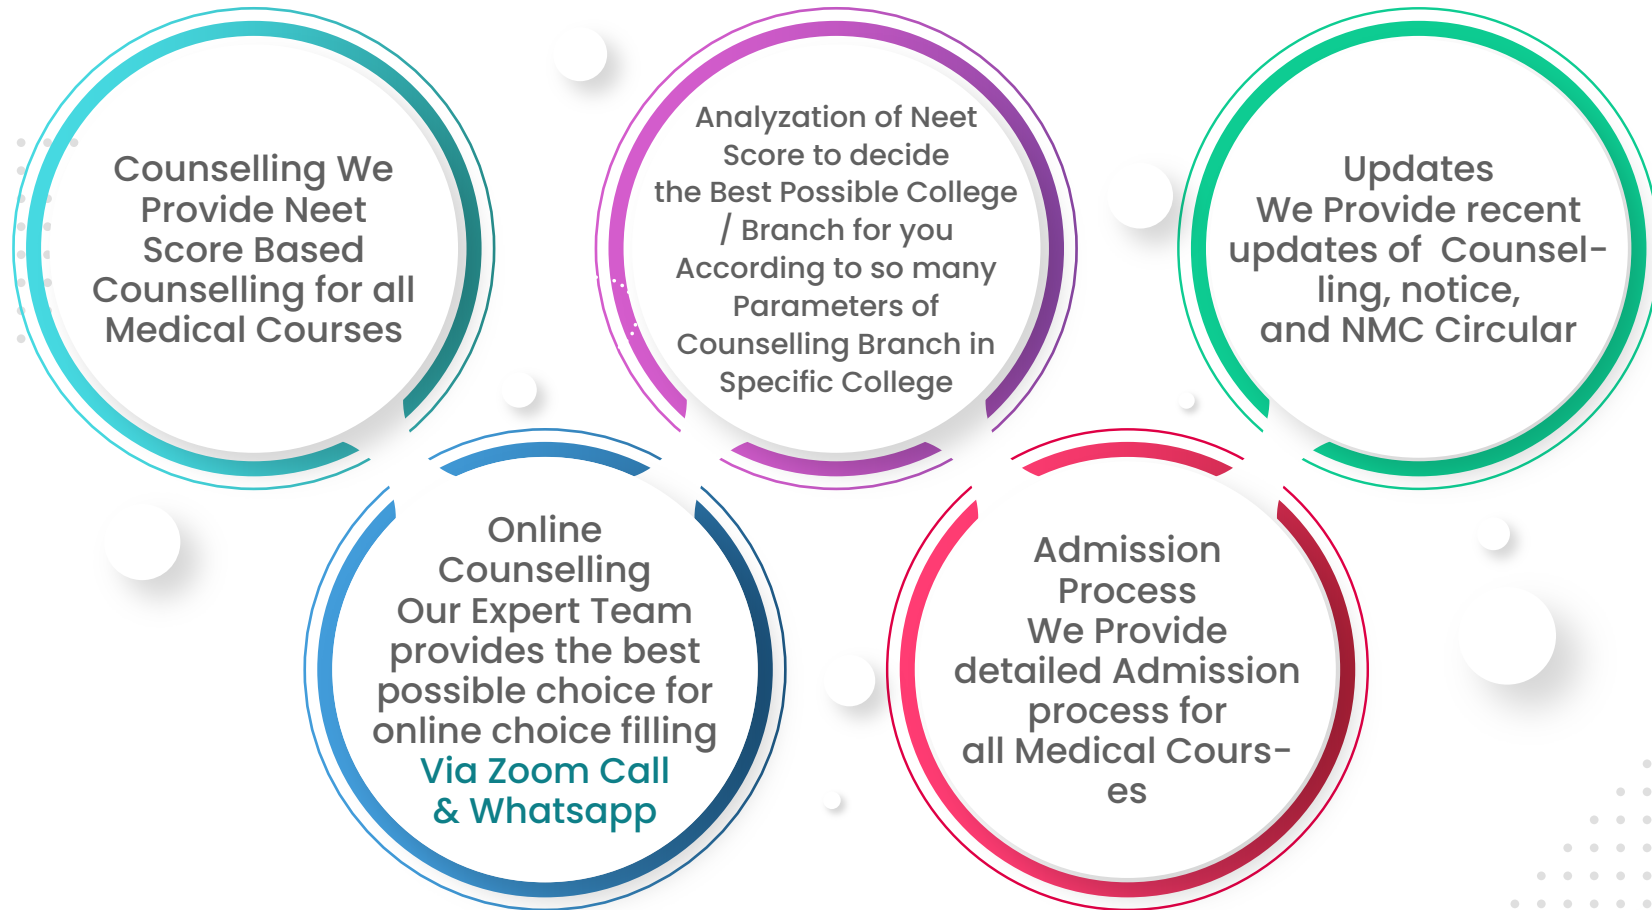 Counselling We
Provide Neet
Score Based
Counselling for all
Medical Courses
Analyzation of Neet
Score to decide
the Best Possible College
/ Branch for you
According to so many
Parameters of
Counselling Branch in
Specific College
Updates
We Provide recent
updates of  Counsel-
ling, notice,
and NMC Circular
Online
Counselling
Our Expert Team
provides the best
possible choice for
online choice filling
Via Zoom Call
& Whatsapp
Admission
Process
We Provide
detailed Admission
process for
all Medical Cours-
es